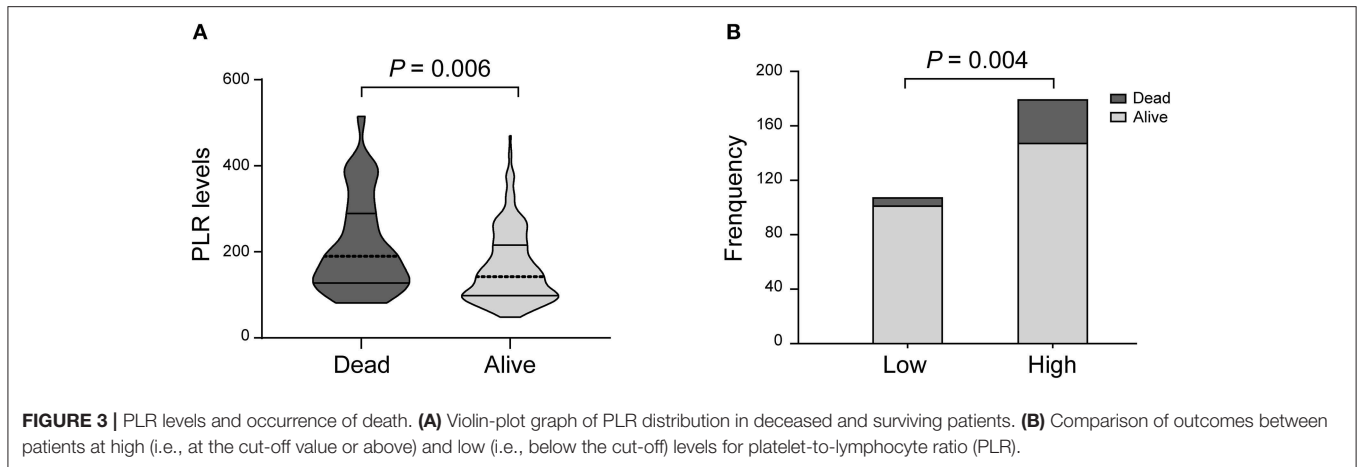 A
P = 0.006
600
400
200
0
PLR levels
Dead
Alive
B
P = 0.004
200
160
120
80
40
0
Frenquency
Low
High
Dead
Alive
FIGURE 3 | PLR levels and occurrence of death. (A) Violin-plot graph of PLR distribution in deceased and surviving patients. (B) Comparison of outcomes between
patients at high (i.e., at the cut-off value or above) and low (i.e., below the cut-off) levels for platelet-to-lymphocyte ratio (PLR).